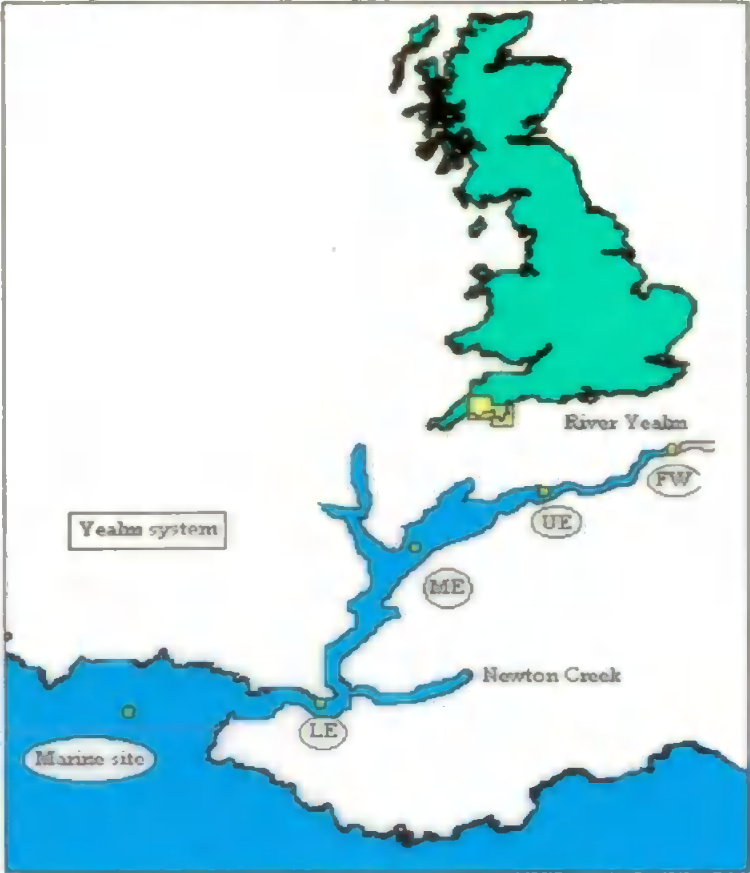 River Yealm
FW
UE
Yealm system
ME
Newton Creek
LE
Marine site